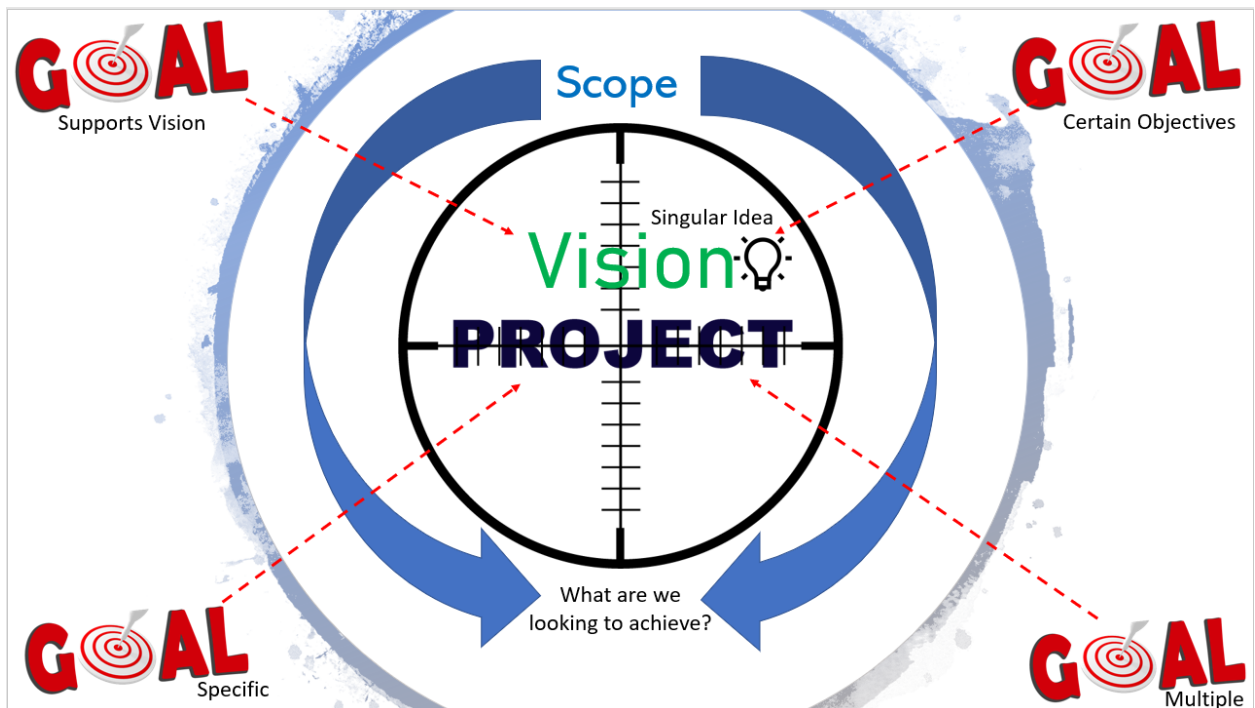 GOAL
Supports Vision
Scope
GOAL
Certain Objectives
Singular Idea
Vision
PROJECT
What are we
looking to achieve?
GOAL
Specific
GOAL
Multiple